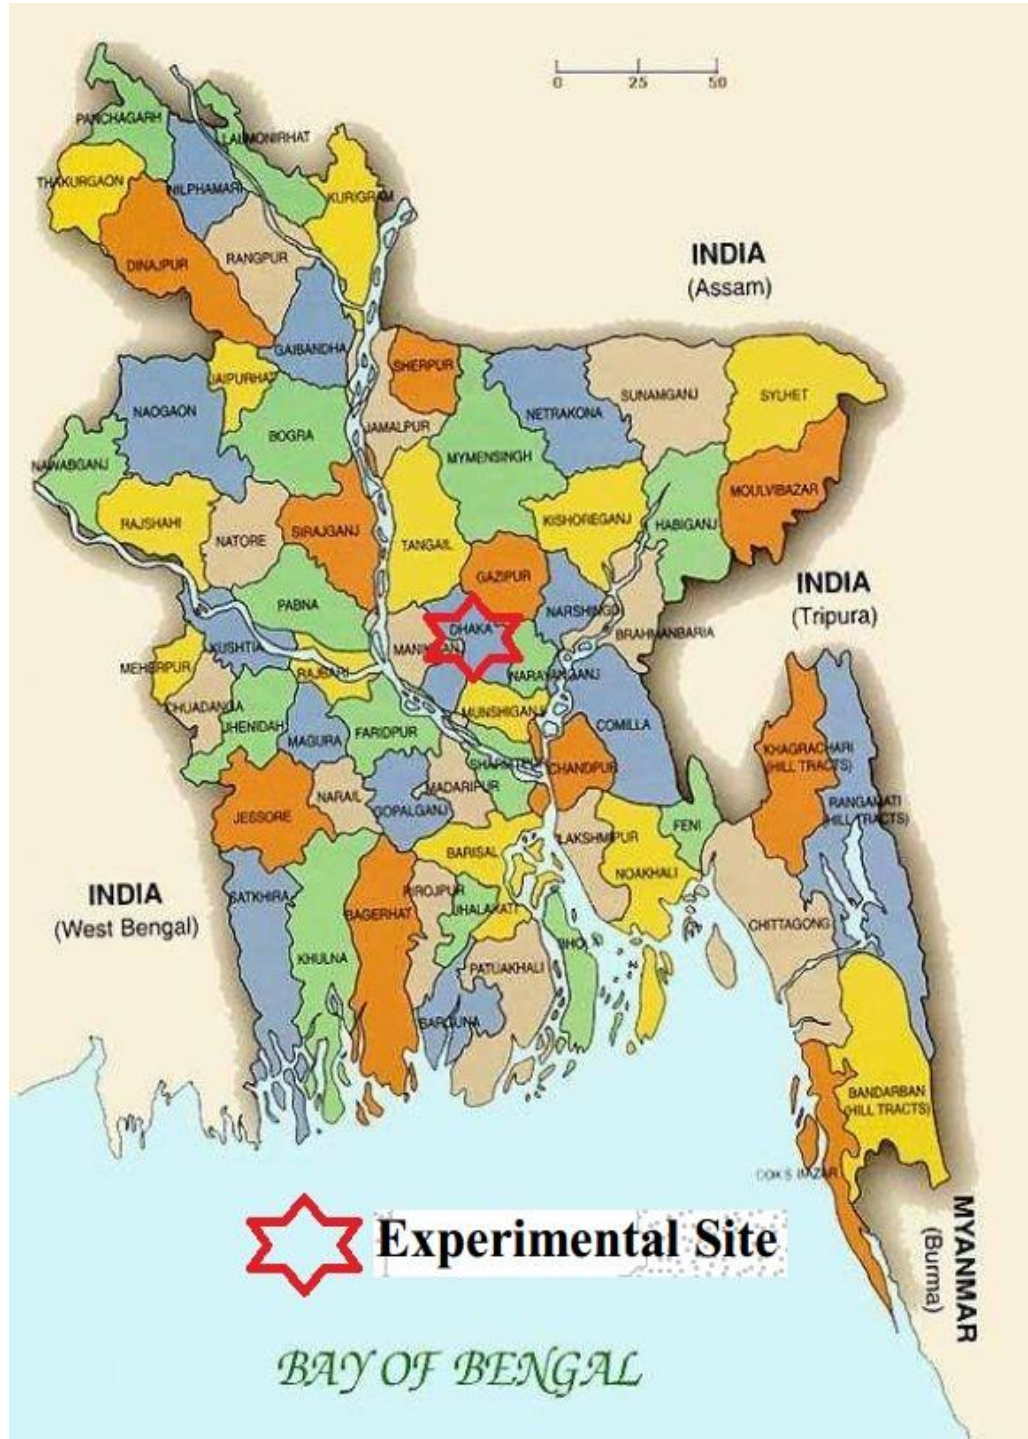 0 25 50
PANCHAGARH
LALMONIRHAT
THAKURGAON
NILPHAMARI
KURIGRAM
DINAJPUR
RANGPUR
INDIA
(Assam)
GAIBANDHA
JAIPURHAT
SHERPUR
NAOGAON
BOGRA
JAMALPUR
NETRAKONA
SUNAMGANJ
SYLHET
NAWABGANJ
MYMENSINGH
MOULVIBAZAR
RAJSHAHI
NATORE
SIRAJGANJ
TANGAIL
KISHOREGANJ
HABIGANJ
GAZIPUR
INDIA
(Tripura)
PABNA
DHAKA
NARSHINGDI
BRAHMANBARIA
KUSHTIA
MEHERPUR
RAJBARI
NARAYANGANJ
CHUADANGA
JHENIDAH
MAGURA
FARIDPUR
MUNSHIGANJ
COMILLA
CHANDPUR
KHAGRACHARI
(HILL TRACTS)
JESSORE
NARAIL
GOPALGANJ
MADARIPUR
RANGAMATI
(HILL TRACTS)
FENI
LAKSHMIPUR
BARISAL
NOAKHALI
INDIA
(West Bengal)
SATKHIRA
BAGERHAT
PIROJPUR
JHALAKATI
CHITTAGONG
KHULNA
PATUAKHALI
BHO
BARGUNA
BANDARBAN
(HILL TRACTS)
COX'S BAZAR
MYANMAR
(Burma)
Experimental Site
BAY OF BENGAL